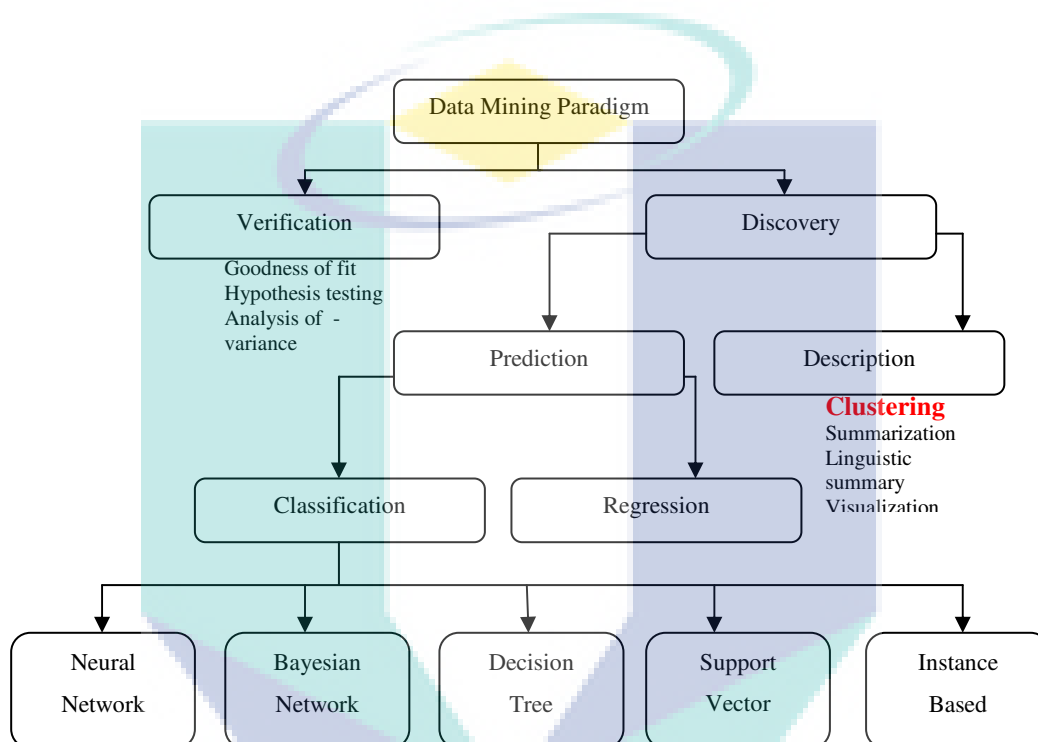 Data Mining Paradigm
Verification
Discovery
Goodness of fit
Hypothesis testing
Analysis of -
variance
Prediction
Description
Clustering
Summarization
Linguistic
summary
Visualization
Classification
Regression
Neural
Network
Bayesian
Network
Decision
Tree
Support
Vector
Instance
Based